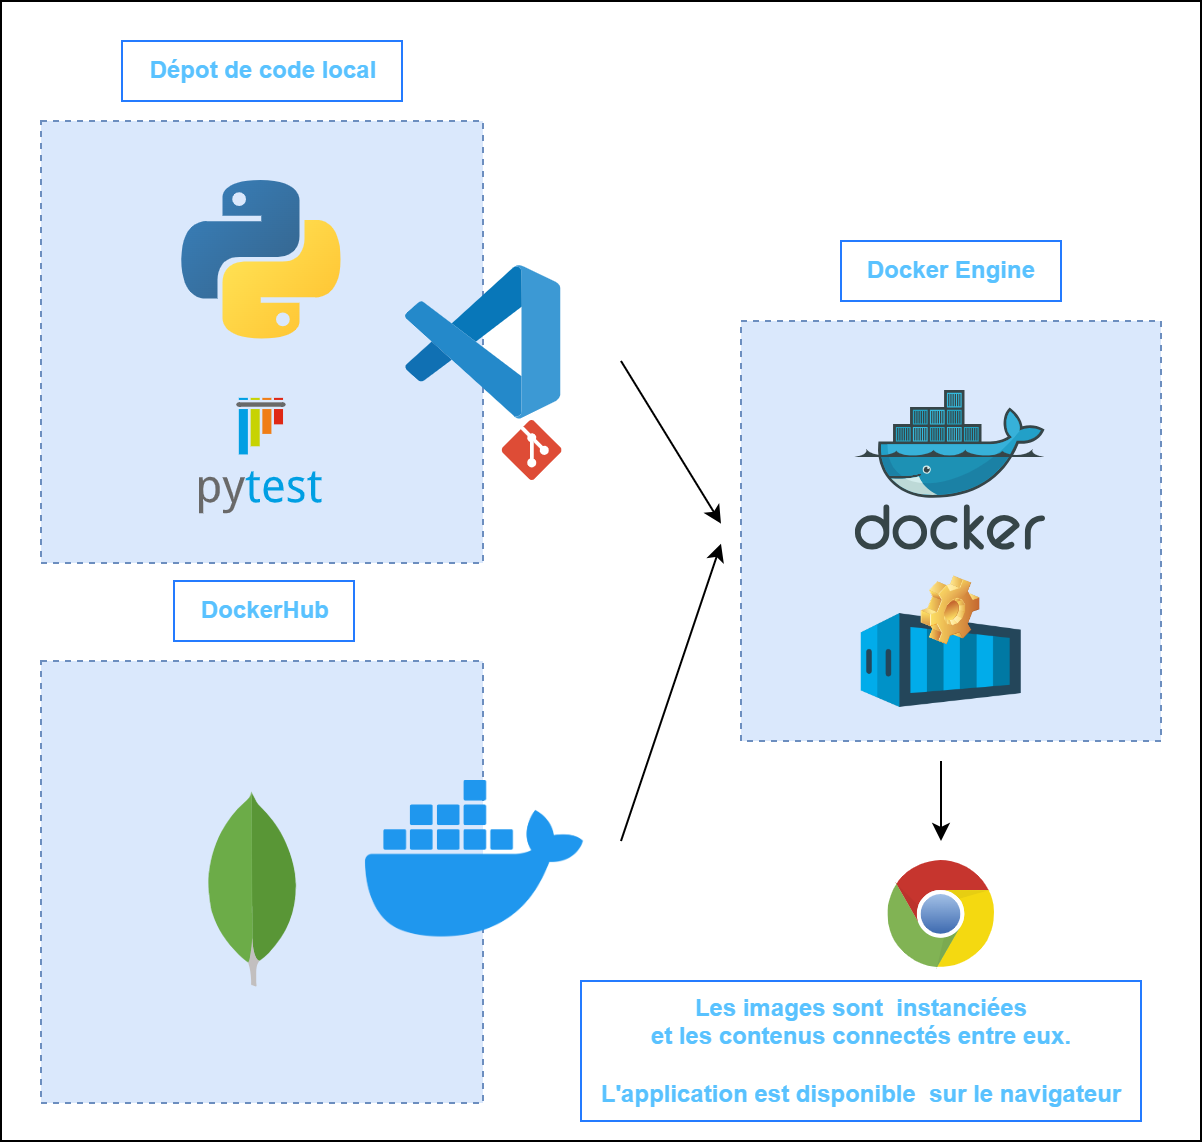 Dépot de code local
pytest
DockerHub
Docker Engine
docker
Les images sont  instanciées
et les contenus connectés entre eux.
L'application est disponible  sur le navigateur